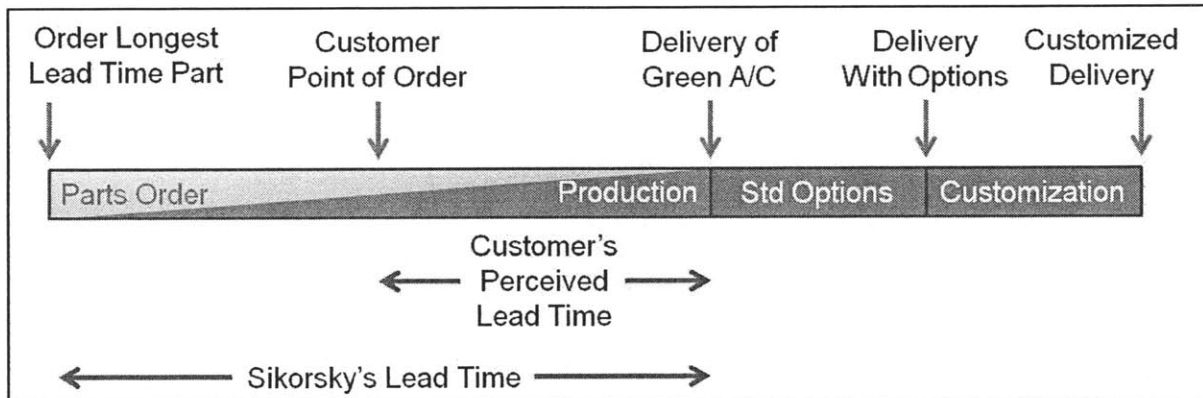 Order Longest
Lead Time Part
Customer
Point of Order
Delivery of
Green A/C
Delivery
With Options
Customized
Delivery
Parts Order
Production
Std Options
Customization
Customer's
Perceived
Lead Time
Sikorsky's Lead Time